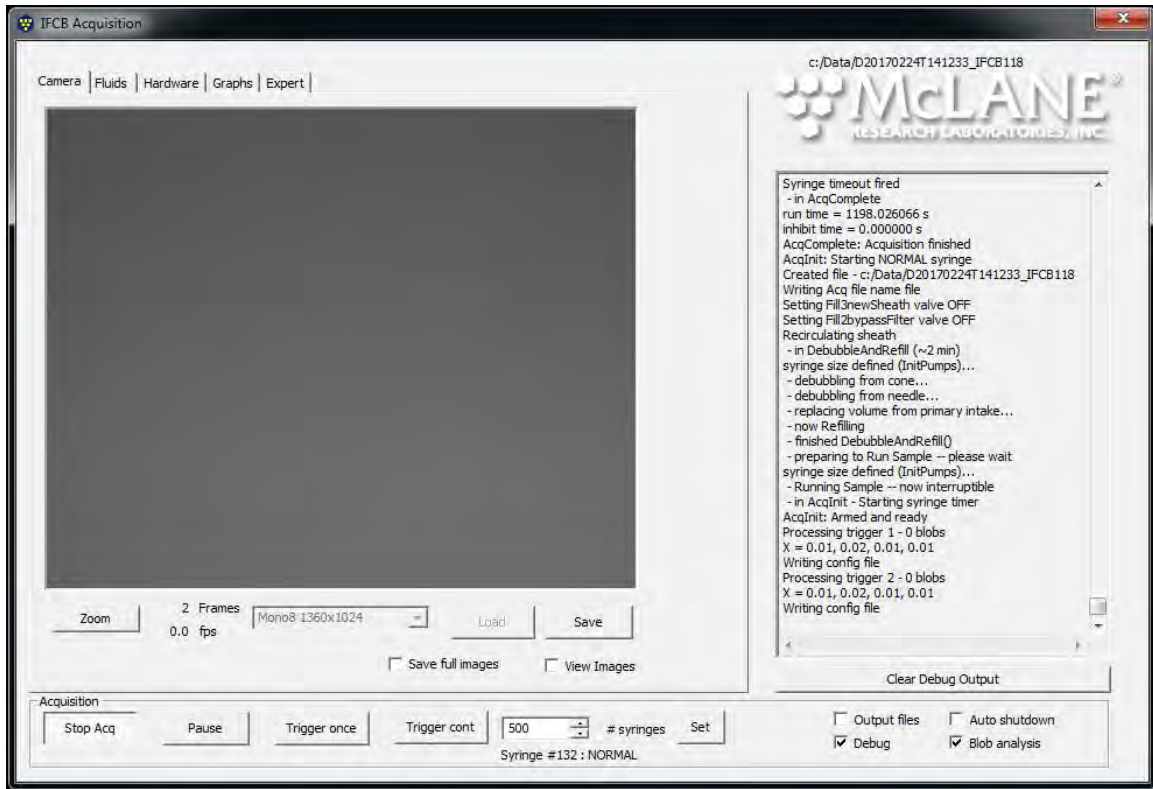 IFCB Acquisition
Camera Fluids Hardware Graphs Expert
c:/Data/D20170224T141233_IFCB118
McLANE®
RESEARCH LABORATORIES, INC
Syringe timeout fired
- in AcqComplete
run time = 1198.026066 s
inhibit time = 0.000000 s
AcqComplete: Acquisition finished
AcqInit: Starting NORMAL syringe
Created file - c:/Data/D20170224T141233_IFCB118
Writing Acq file name file
Setting Fill3newSheath valve OFF
Setting Fill2bypassFilter valve OFF
Recirculating sheath
- in DebubbleAndRefill (~2 min)
syringe size defined (InitPumps)...
- debubbling from cone...
- debubbling from needle...
- replacing volume from primary intake...
- now Refilling
- finished DebubbleAndRefill()
- preparing to Run Sample -- please wait
syringe size defined (InitPumps)...
- Running Sample -- now interruptible
- in AcqInit - Starting syringe timer
AcqInit: Armed and ready
Processing trigger 1 - 0 blobs
X = 0.01, 0.02, 0.01, 0.01
Writing config file
Processing trigger 2 - 0 blobs
X = 0.01, 0.02, 0.01, 0.01
Writing config file
Zoom
2 Frames
0.0 fps
Mono8 1360x1024
Load
Save
Save full images
View Images
Clear Debug Output
Acquisition
Stop Acq
Pause
Trigger once
Trigger cont
500
# syringes
Set
Syringe #132 : NORMAL
Output files
Auto shutdown
Debug
Blob analysis